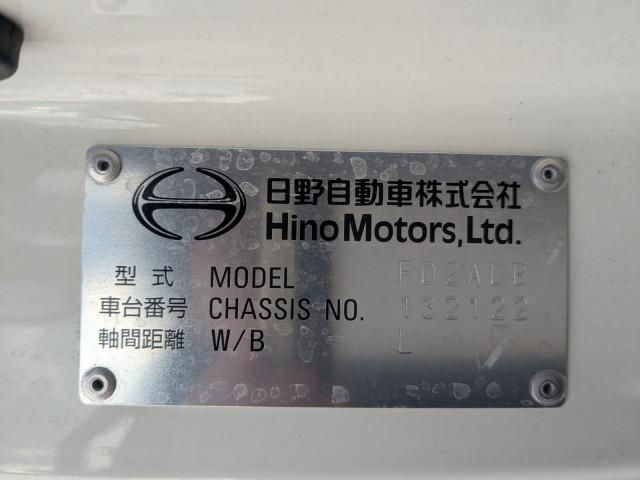 日野自動車株式会社
Hino Motors,Ltd.
型式 MODEL FD2ABB
車台番号 CHASSIS NO. 132122
軸間距離 W/B L